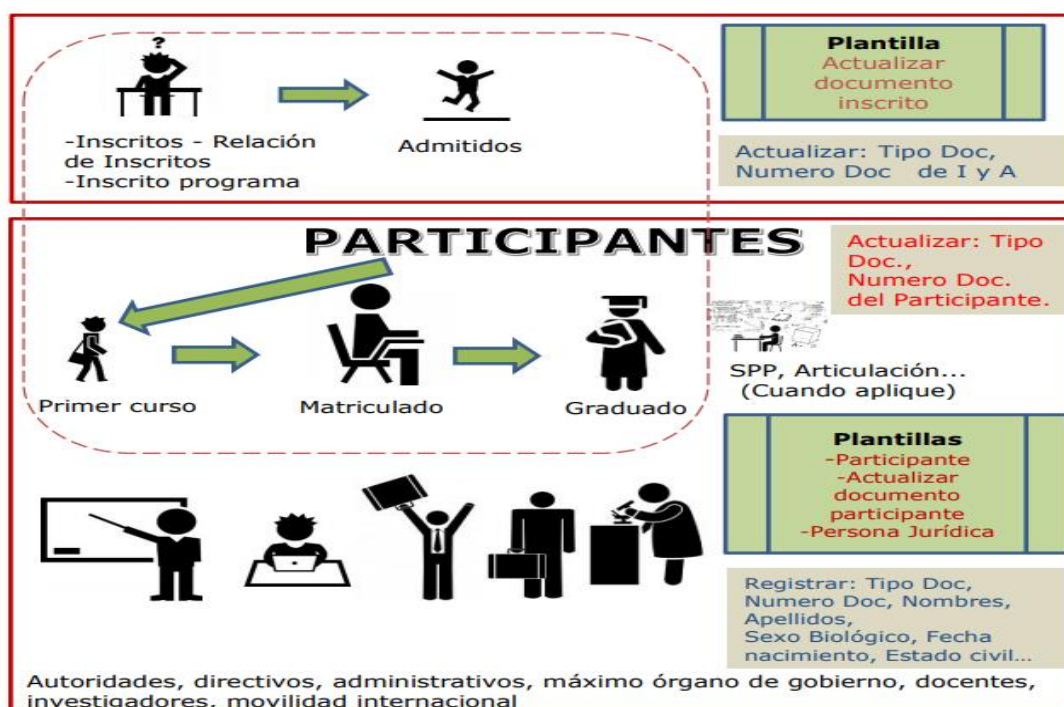 ?
-Inscritos - Relación
de Inscritos
-Inscrito programa
Admitidos
Plantilla
Actualizar
documento
inscrito
Actualizar: Tipo Doc,
Numero Doc de I y A
PARTICIPANTES
Actualizar: Tipo
Doc.,
Numero Doc.
del Participante.
Primer curso
Matriculado
Graduado
SPP, Articulación...
(Cuando aplique)
Plantillas
-Participante
-Actualizar
documento
participante
-Persona Jurídica
Registrar: Tipo Doc,
Numero Doc, Nombres,
Apellidos,
Sexo Biológico, Fecha
nacimiento, Estado civil...
Autoridades, directivos, administrativos, máximo órgano de gobierno, docentes,
investigadores, movilidad internacional